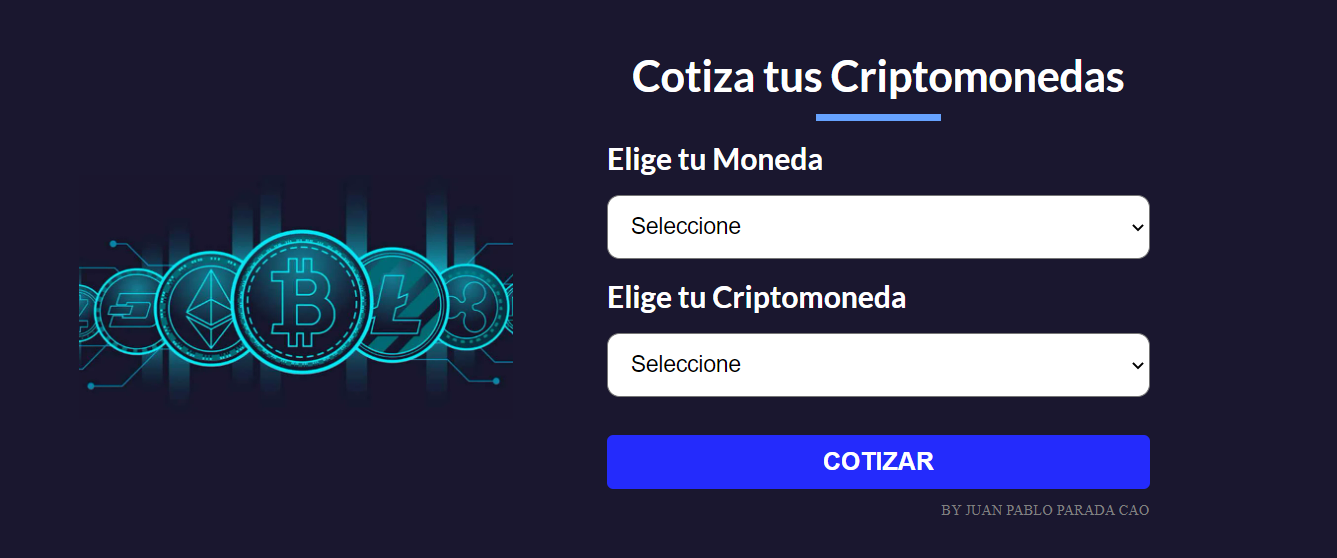 Cotiza tus Criptomonedas
Elige tu Moneda
Seleccione
Elige tu Criptomoneda
Seleccione
COTIZAR
BY JUAN PABLO PARADA CAO